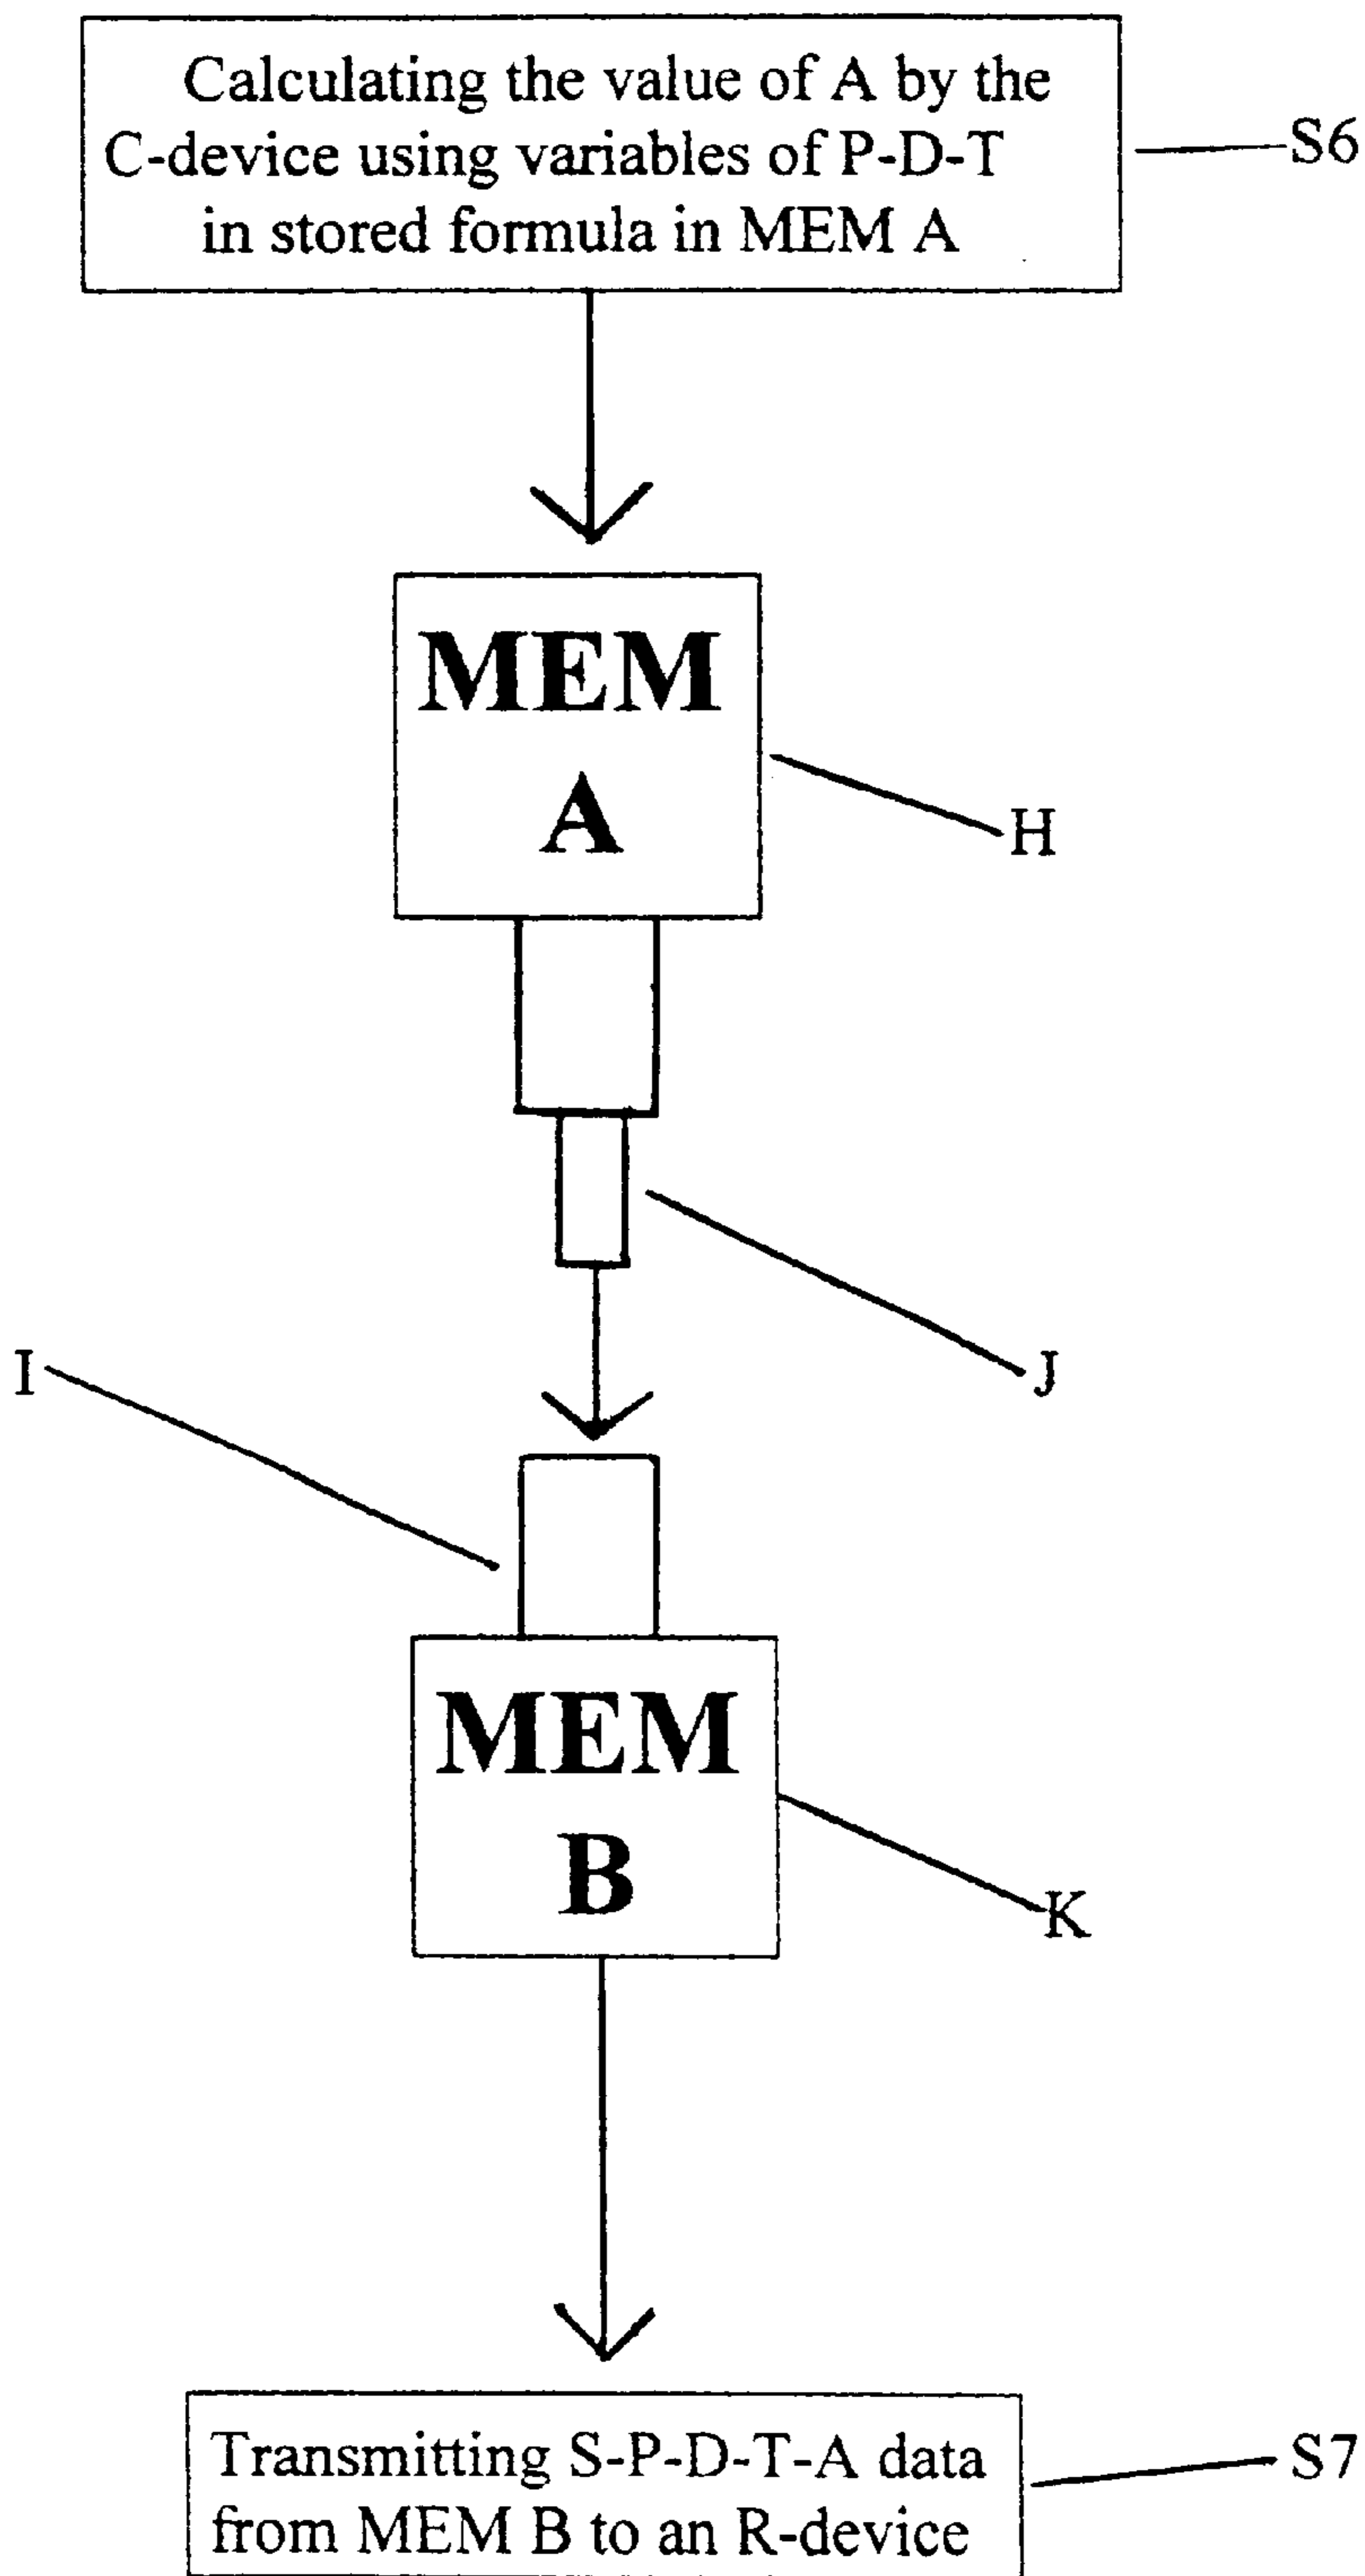 Calculating the value of A by the
C-device using variables of P-D-T
in stored formula in MEM A
S6
MEM
A
H
J
I
MEM
B
K
Transmitting S-P-D-T-A data
from MEM B to an R-device
S7